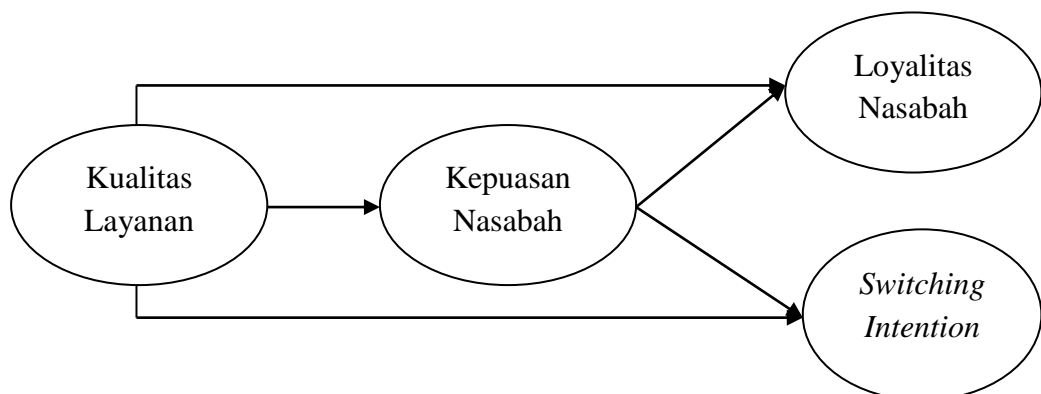 Loyalitas
Nasabah
Kualitas
Layanan
Kepuasan
Nasabah
Switching
Intention